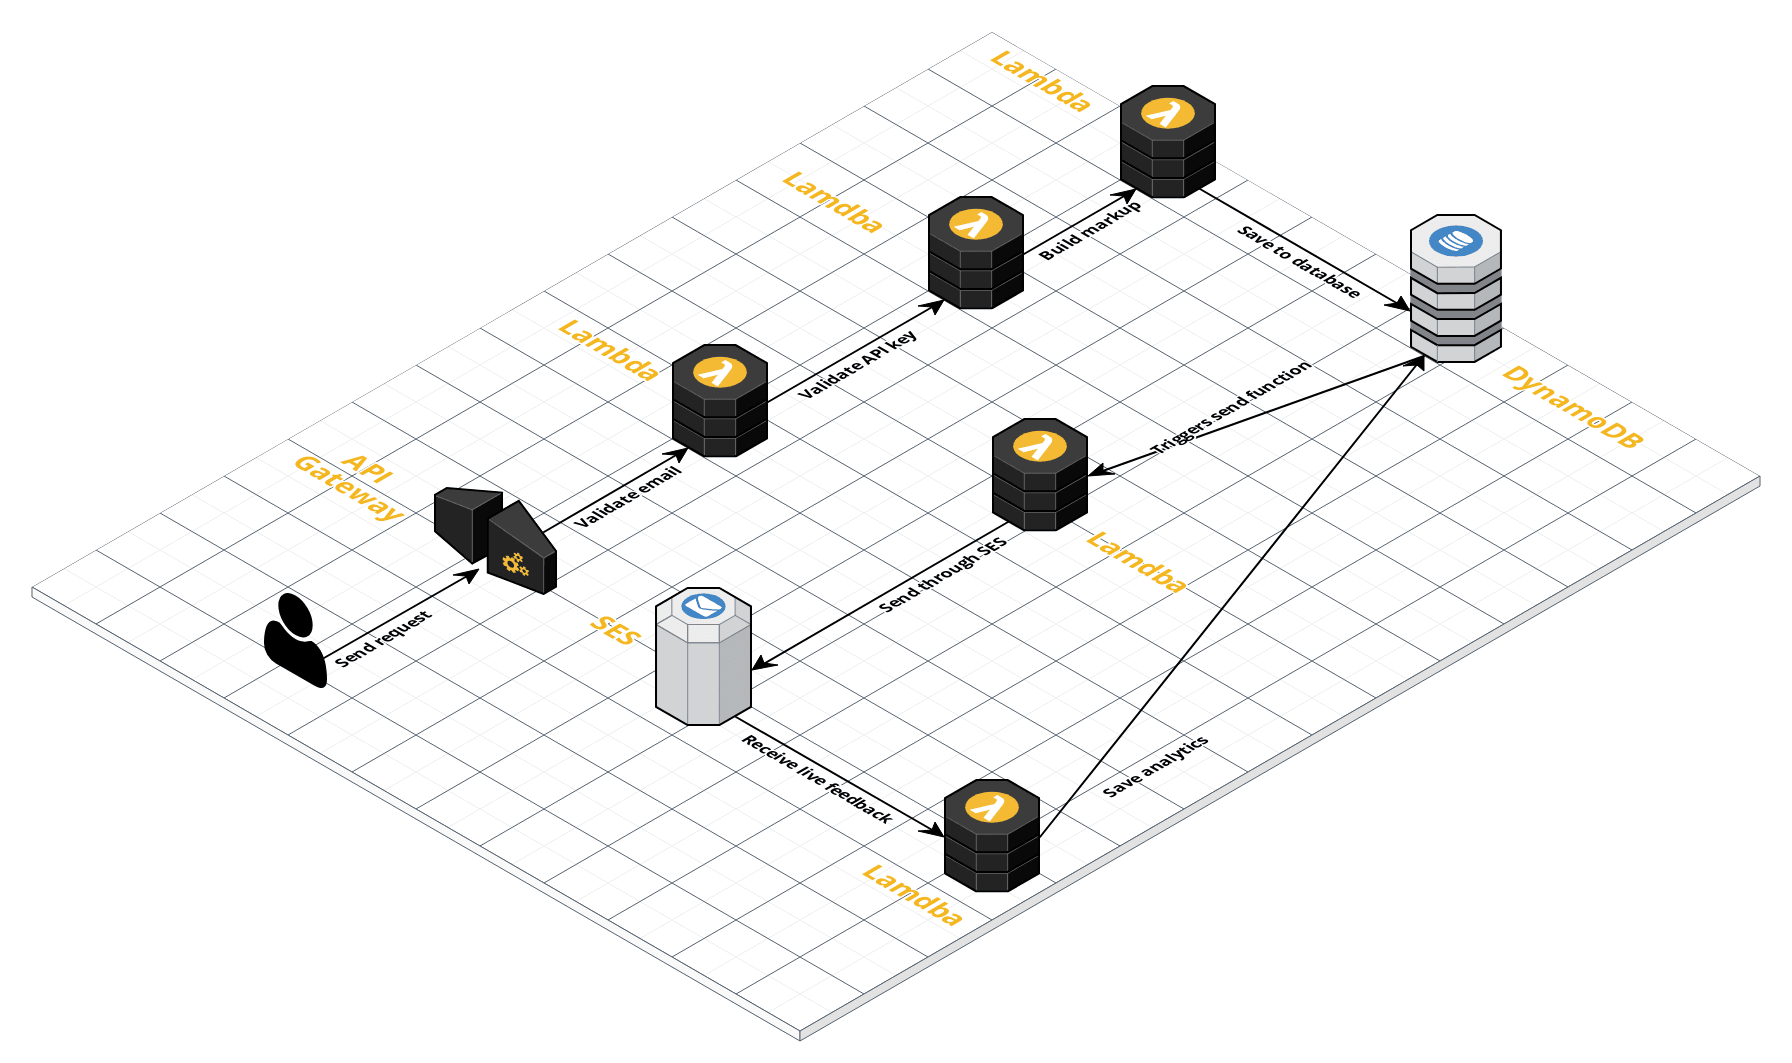 Lambda
Lamdba
Build markup
Save to database
Lambda
Validate API key
DynamoDB
Triggers send function
API
Gateway
Validate email
Lamdba
Send through SES
SES
Send request
Receive live feedback
Save analytics
Lamdba